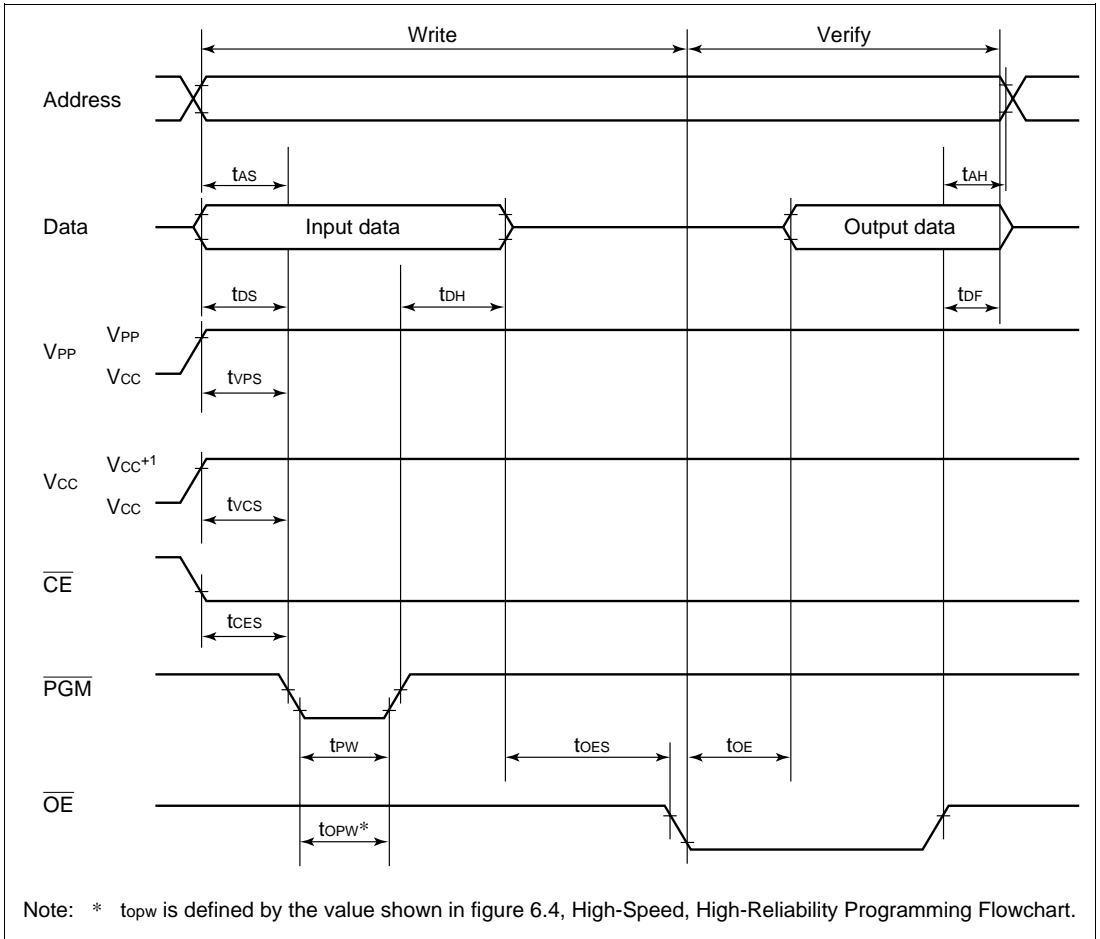 Write Verify
Address
tAS tAH
Data Input data Output data
tDS tDH tDF
VPP VPP
VCC
tVPS
VCC VCC+1
VCC
tVCS
CE
tCES
PGM
tPW tOES tOE
OE
tOPW*
Note: * topw is defined by the value shown in figure 6.4, High-Speed, High-Reliability Programming Flowchart.